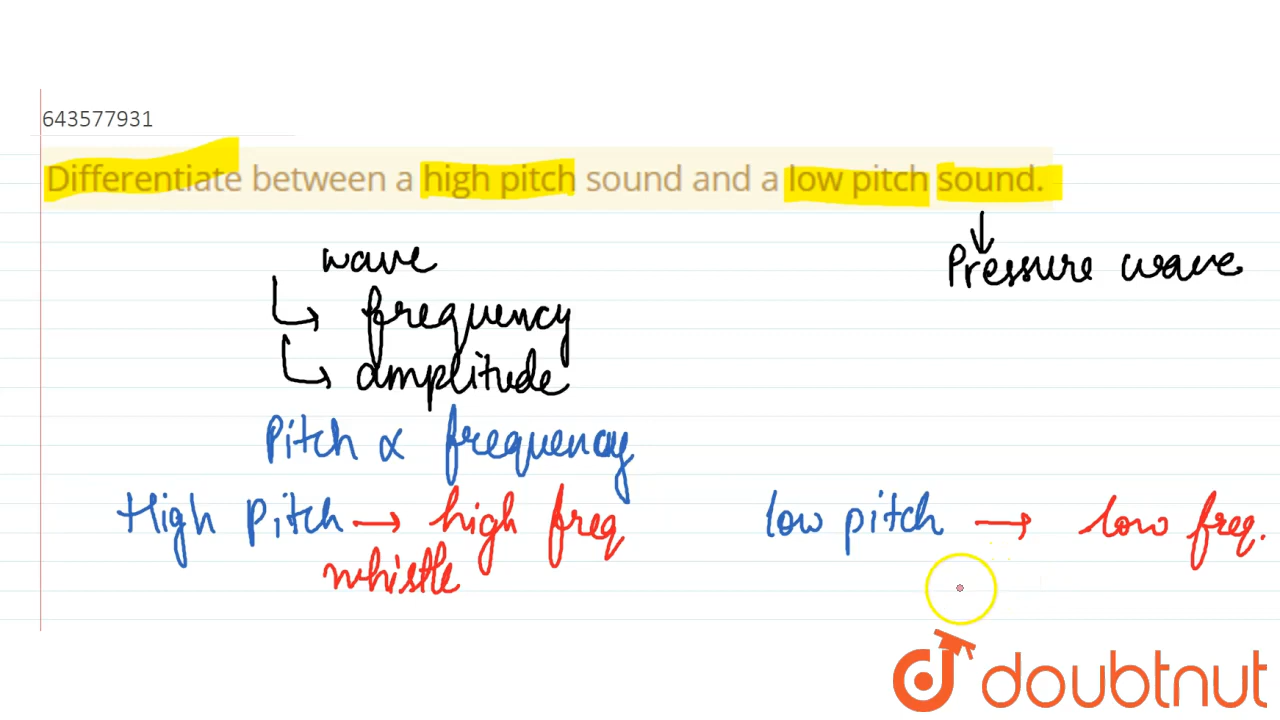 643577931
Differentiate between a high pitch sound and a low pitch sound.
wave
Pressure wave
frequency
amplitude
Pitch ∝ frequency
High Pitch → high freq
low pitch → low freq.
whistle
doubtnut